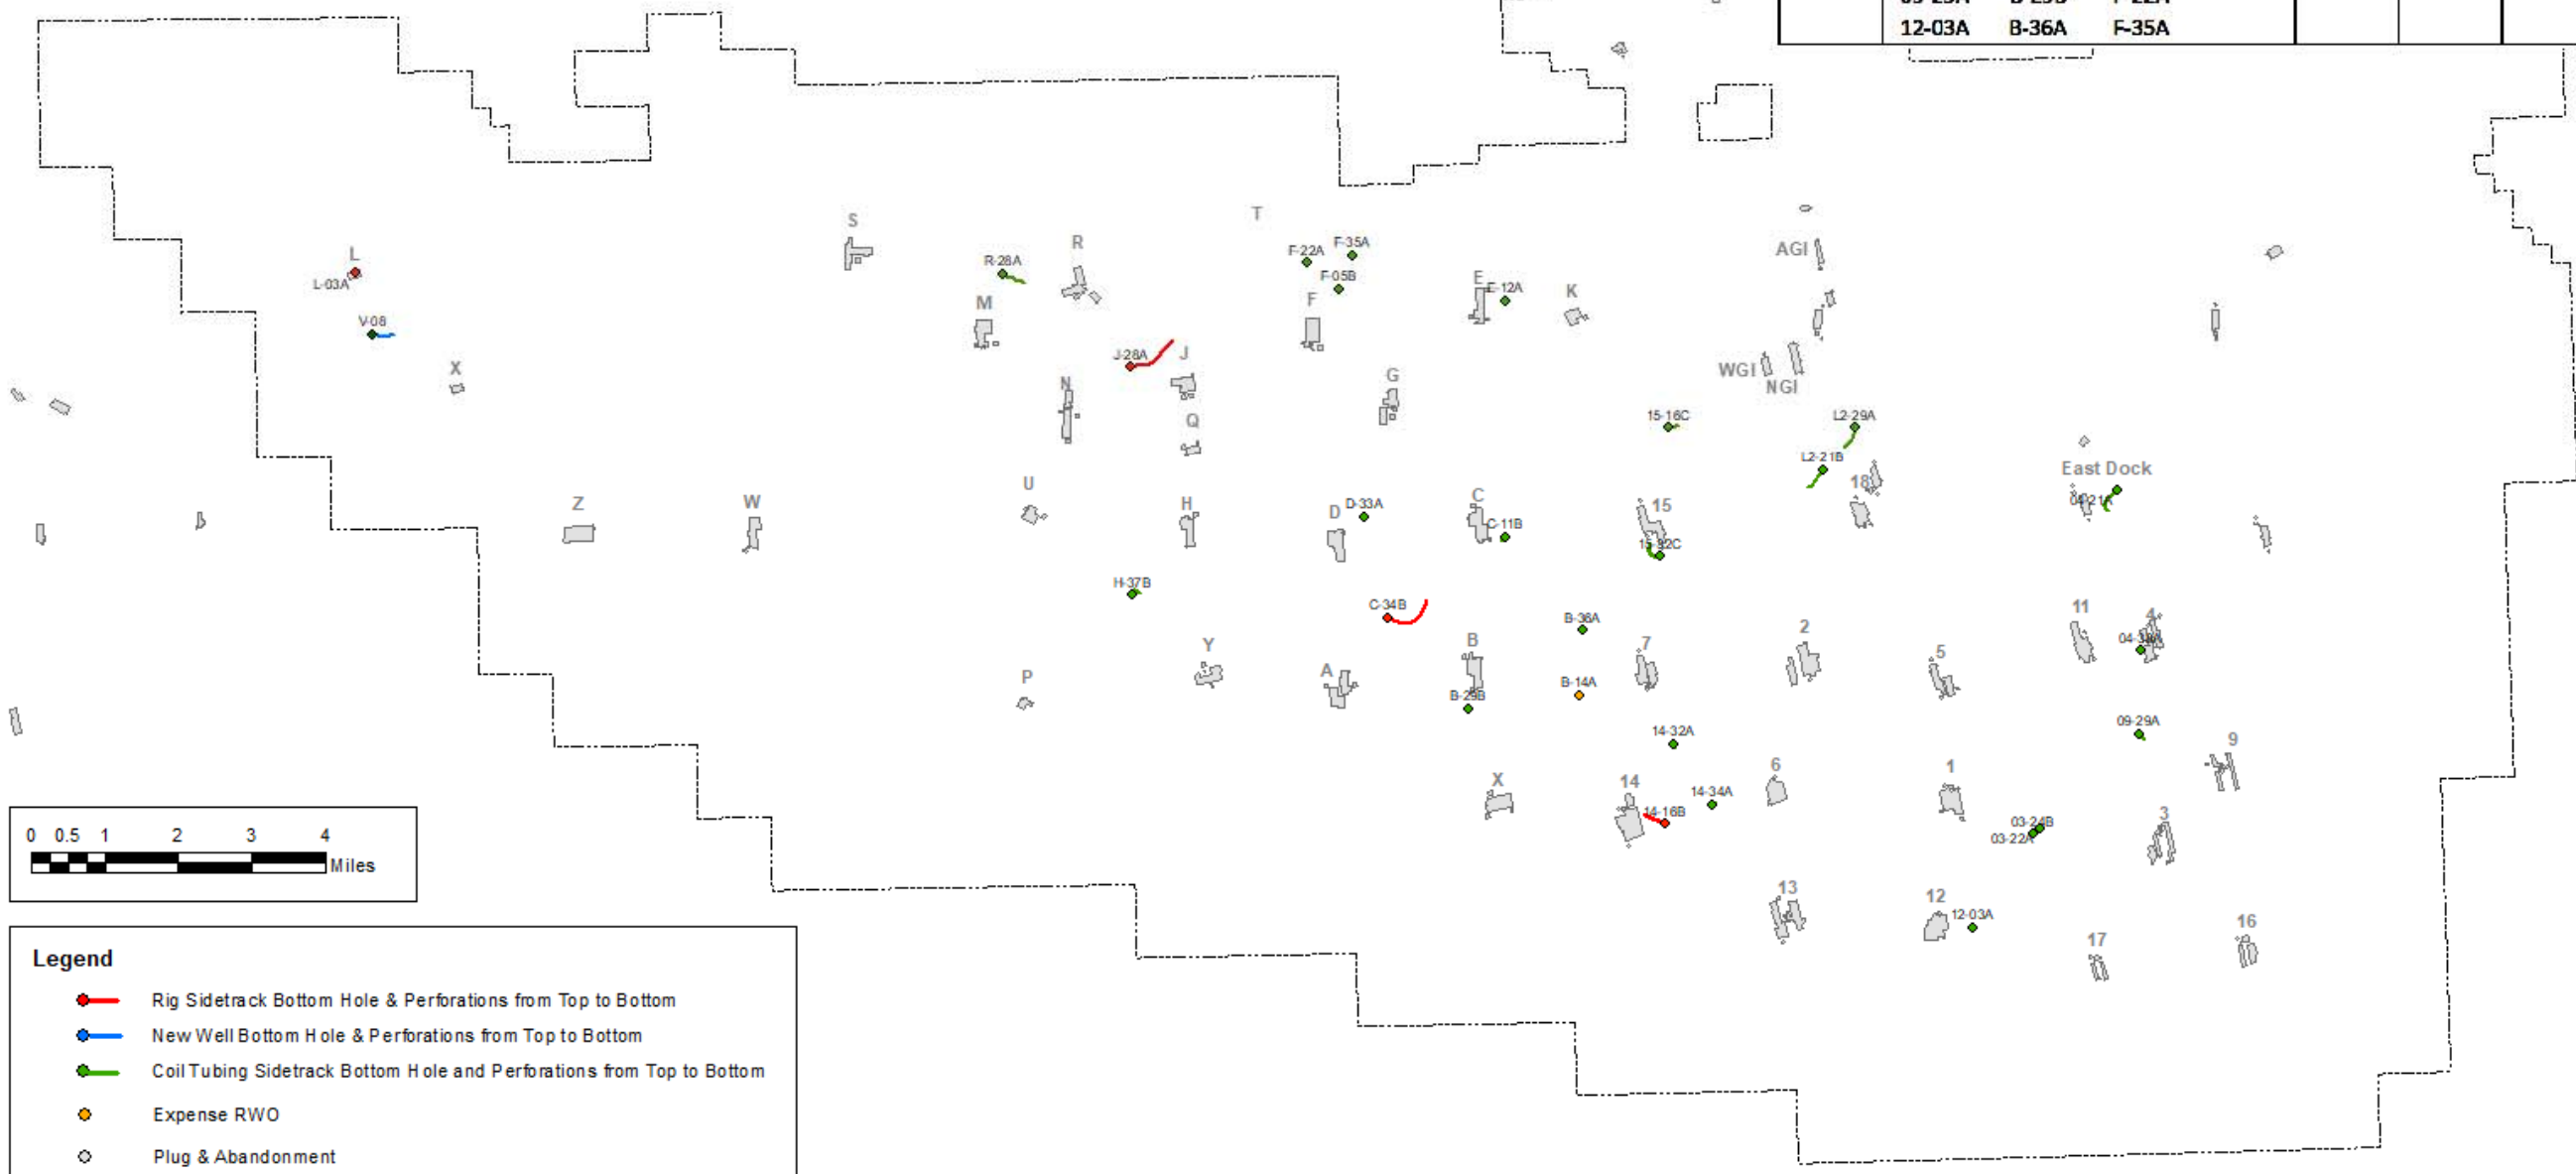 12-03A B-36A F-35A
S
T
L
L-03A
V-08
X
R-28A
R
M
J-28A
J
N
Q
F-22A
F-35A
F-05B
F
E
E-12A
K
G
AGI
WGI
NGI
15-16C
L2-29A
L2-21B
18
East Dock
04-21A
Z
W
U
H
D
D-33A
C
C-11B
15
H-37B
C-34B
B-36A
Y
P
A
B
B-29B
B-14A
7
2
5
11
4
14-32A
09-29A
9
X
14
14-16B
14-34A
6
1
03-24B
03-22A
3
13
12
12-03A
17
16
0 0.5 1 2 3 4
Miles
Legend
Rig Sidetrack Bottom Hole & Perforations from Top to Bottom
New Well Bottom Hole & Perforations from Top to Bottom
Coil Tubing Sidetrack Bottom Hole and Perforations from Top to Bottom
Expense RWO
Plug & Abandonment